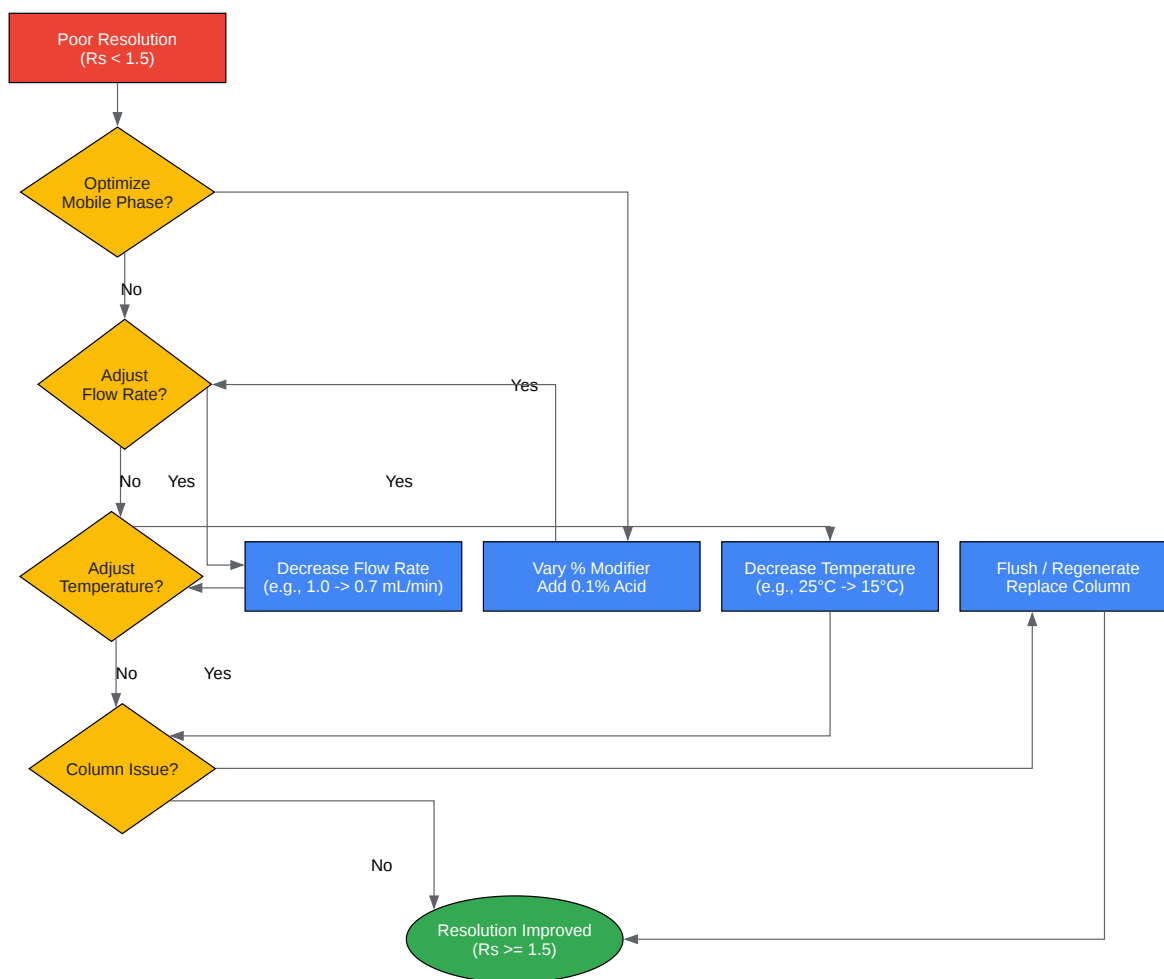 Poor Resolution
(Rs < 1.5)
Optimize
Mobile Phase?
No
Adjust
Flow Rate?
Yes
No
Yes
Yes
Adjust
Temperature?
Decrease Flow Rate
(e.g., 1.0 -> 0.7 mL/min)
Vary % Modifier
Add 0.1% Acid
Decrease Temperature
(e.g., 25°C -> 15°C)
Flush / Regenerate
Replace Column
No
Yes
Column Issue?
No
Resolution Improved
(Rs >= 1.5)